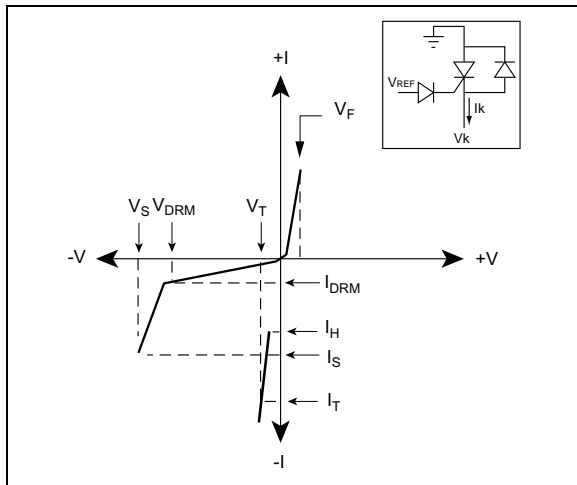 +I
V_F
V_REF
Ik
Vk
V_S V_DRM V_T
-V
+V
I_DRM
I_H
I_S
I_T
-I